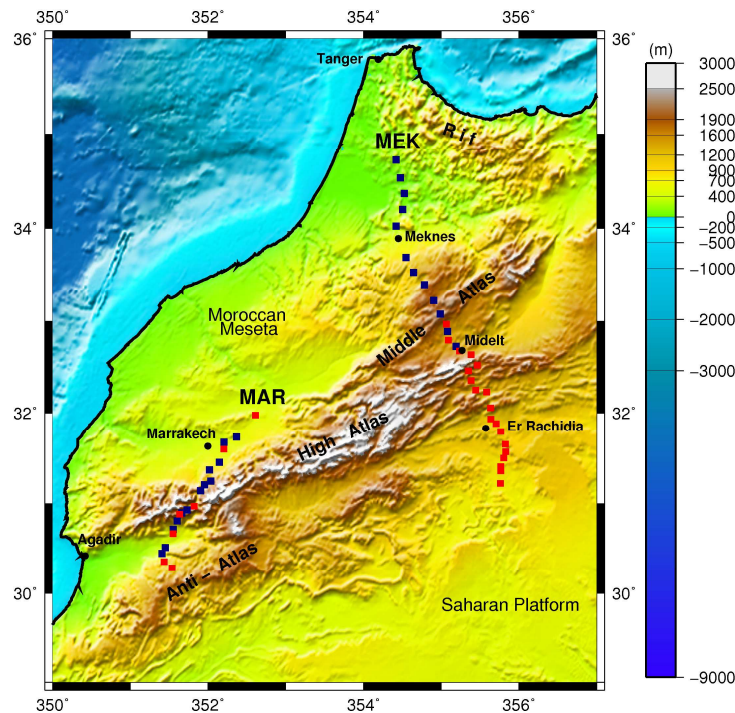 350˚ 352˚ 354˚ 356˚
36˚ 36˚
(m)
Tanger
3000
2500
Rif
MEK
1900
1600
1200
900
700
400
0
−200
−500
−1000
−2000
−3000
−9000
34˚ 34˚
Meknes
Moroccan
Meseta
Middle Atlas
Midelt
MAR
32˚ 32˚
Marrakech
High Atlas
Er Rachidia
Agadir
Anti − Atlas
30˚ 30˚
Saharan Platform
350˚ 352˚ 354˚ 356˚